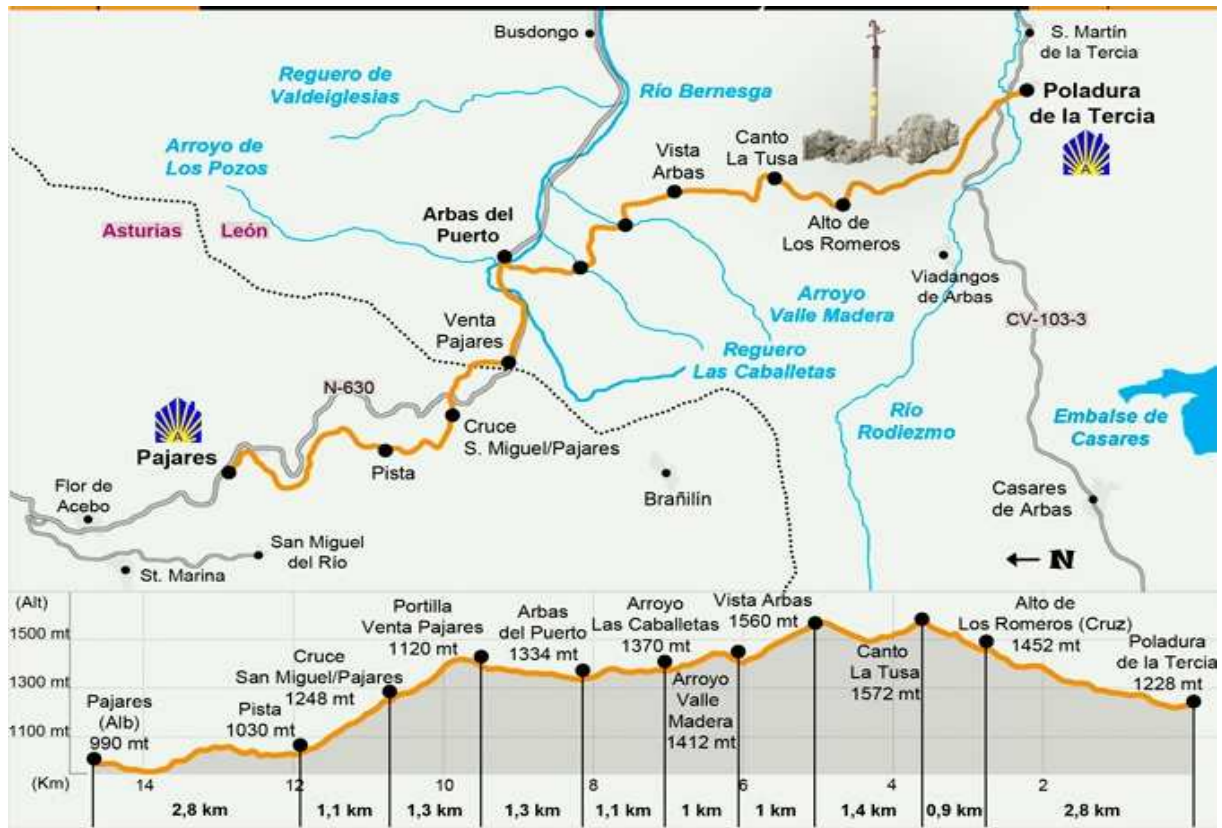 Busdongo
S. Martín
de la Tercia
Reguero de
Valdeiglesias
Río Bernesga
Poladura
de la Tercia
A
Canto
La Tusa
Vista
Arbas
Arroyo de
Los Pozos
Asturias León
Arbas del
Puerto
Alto de
Los Romeros
Viadangos
de Arbas
Arroyo
Valle Madera
CV-103-3
Venta
Pajares
Reguero
Las Caballetas
N-630
A
Pajares
Cruce
S. Miguel/Pajares
Río
Rodiezmo
Embalse de
Casares
Pista
Brañilín
Flor de
Acebo
Casares
de Arbas
San Miguel
del Río
St. Marina
N
(Alt)
1500 mt
1300 mt
1100 mt
(Km)
Pajares
(Alb)
990 mt
Pista
1030 mt
Cruce
San Miguel/Pajares
1248 mt
Portilla
Venta Pajares
1120 mt
Arbas
del Puerto
1334 mt
Arroyo
Las Caballetas
1370 mt
Arroyo
Valle
Madera
1412 mt
Vista Arbas
1560 mt
Canto
La Tusa
1572 mt
Alto de
Los Romeros (Cruz)
1452 mt
Poladura
de la Tercia
1228 mt
14 12 10 8 6 4 2
2,8 km 1,1 km 1,3 km 1,3 km 1,1 km 1 km 1 km 1,4 km 0,9 km 2,8 km